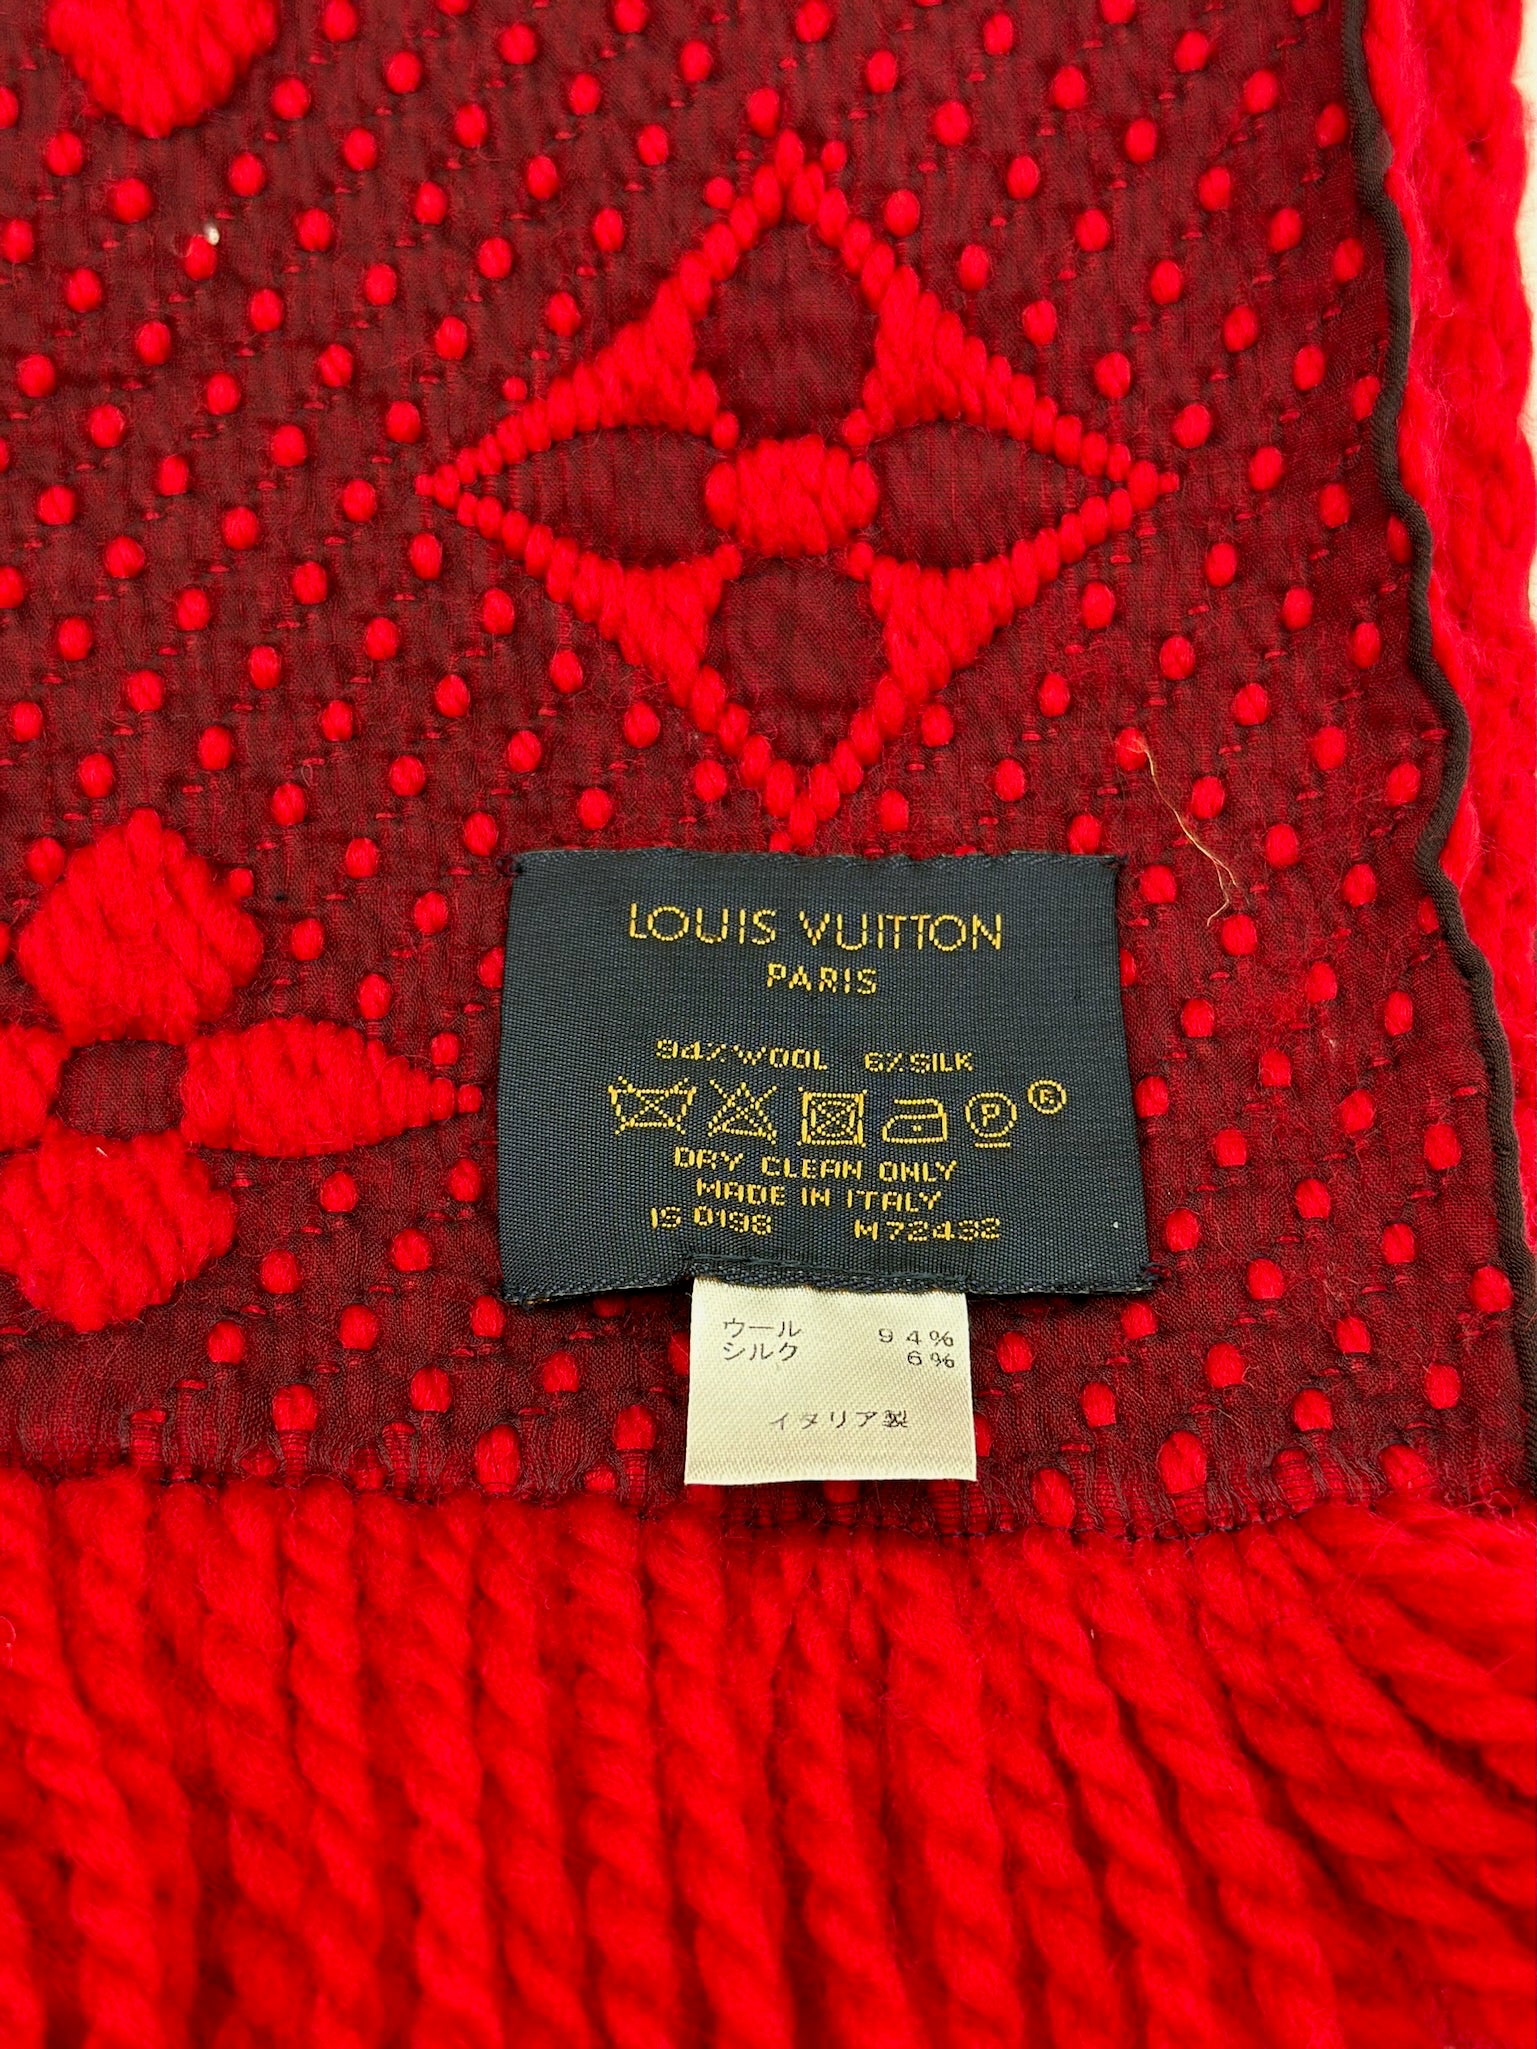 LOUIS VUITTON
PARIS
94%WOOL 6%SILK
P R
DRY CLEAN ONLY
MADE IN ITALY
IS 0198 M72432
ウール 94%
シルク 6%
イタリア製